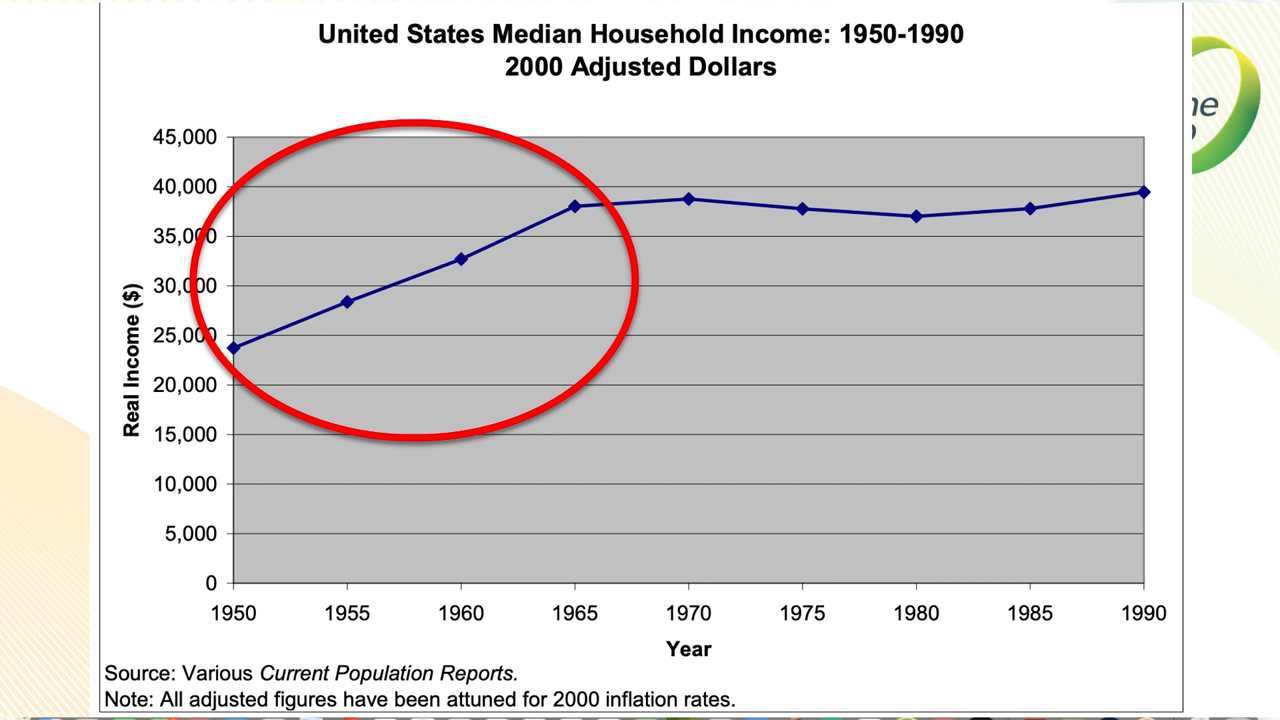 United States Median Household Income: 1950-1990
2000 Adjusted Dollars
45,000
40,000
35,000
30,000
25,000
20,000
15,000
10,000
5,000
0
Real Income ($)
1950 1955 1960 1965 1970 1975 1980 1985 1990
Year
Source: Various Current Population Reports.
Note: All adjusted figures have been attuned for 2000 inflation rates.